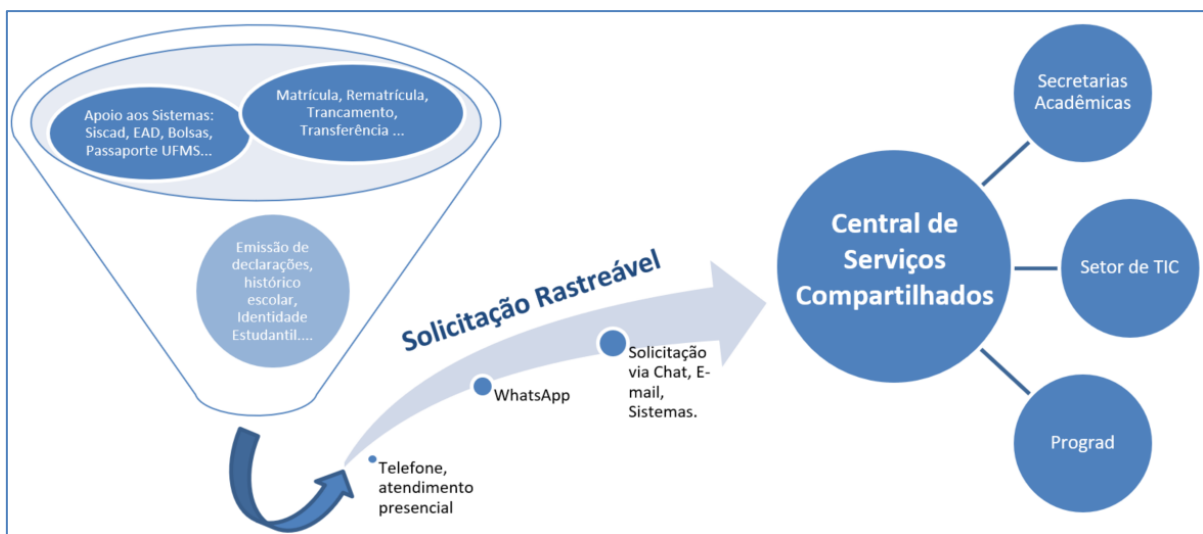 Apoio aos Sistemas:
Siscad, EAD, Bolsas,
Passaporte UFMS...
Matrícula, Rematrícula,
Trancamento,
Transferência ...
Emissão de
declarações,
histórico
escolar,
Identidade
Estudantil....
Solicitação Rastreável
Telefone,
atendimento
presencial
WhatsApp
Solicitação
via Chat, E-
mail,
Sistemas.
Central de
Serviços
Compartilhados
Secretarias
Acadêmicas
Setor de TIC
Prograd